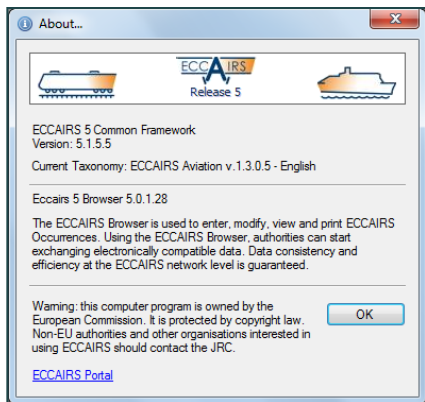 About...
ECCAIRS
Release 5
ECCAIRS 5 Common Framework
Version: 5.1.5.5
Current Taxonomy: ECCAIRS Aviation v.1.3.0.5 - English
Eccairs 5 Browser 5.0.1.28
The ECCAIRS Browser is used to enter, modify, view and print ECCAIRS
Occurrences. Using the ECCAIRS Browser, authorities can start
exchanging electronically compatible data. Data consistency and
efficiency at the ECCAIRS network level is guaranteed.
Warning: this computer program is owned by the
European Commission. It is protected by copyright law.
Non-EU authorities and other organisations interested in
using ECCAIRS should contact the JRC.
OK
ECCAIRS Portal